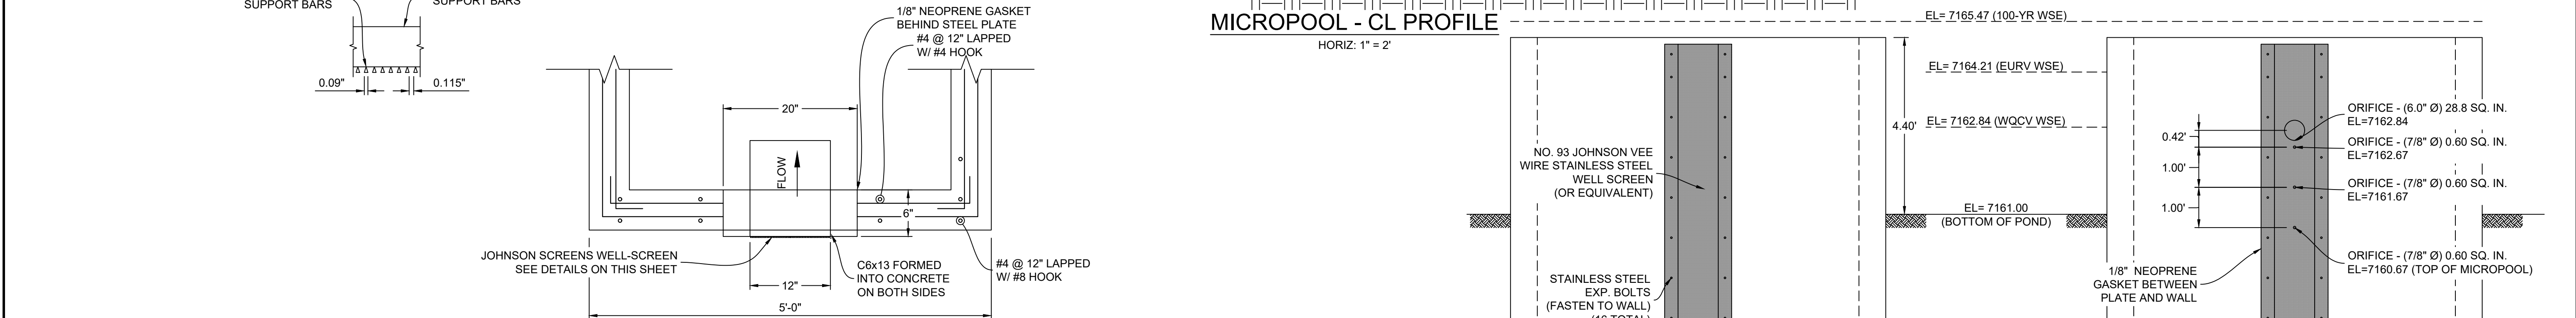 SUPPORT BARS
SUPPORT BARS
0.09"
0.115"
1/8" NEOPRENE GASKET
BEHIND STEEL PLATE
#4 @ 12" LAPPED
W/ #4 HOOK
20"
FLOW
6"
JOHNSON SCREENS WELL-SCREEN
SEE DETAILS ON THIS SHEET
C6x13 FORMED
INTO CONCRETE
ON BOTH SIDES
#4 @ 12" LAPPED
W/ #8 HOOK
12"
5'-0"
MICROPOOL - CL PROFILE
HORIZ: 1" = 2'
EL= 7165.47 (100-YR WSE)
EL= 7164.21 (EURV WSE)
4.40'
EL= 7162.84 (WQCV WSE)
NO. 93 JOHNSON VEE
WIRE STAINLESS STEEL
WELL SCREEN
(OR EQUIVALENT)
EL= 7161.00
(BOTTOM OF POND)
STAINLESS STEEL
EXP. BOLTS
(FASTEN TO WALL)
(16 TOTAL)
0.42'
1.00'
1.00'
ORIFICE - (6.0" Ø) 28.8 SQ. IN.
EL=7162.84
ORIFICE - (7/8" Ø) 0.60 SQ. IN.
EL=7162.67
ORIFICE - (7/8" Ø) 0.60 SQ. IN.
EL=7161.67
ORIFICE - (7/8" Ø) 0.60 SQ. IN.
EL=7160.67 (TOP OF MICROPOOL)
1/8" NEOPRENE
GASKET BETWEEN
PLATE AND WALL